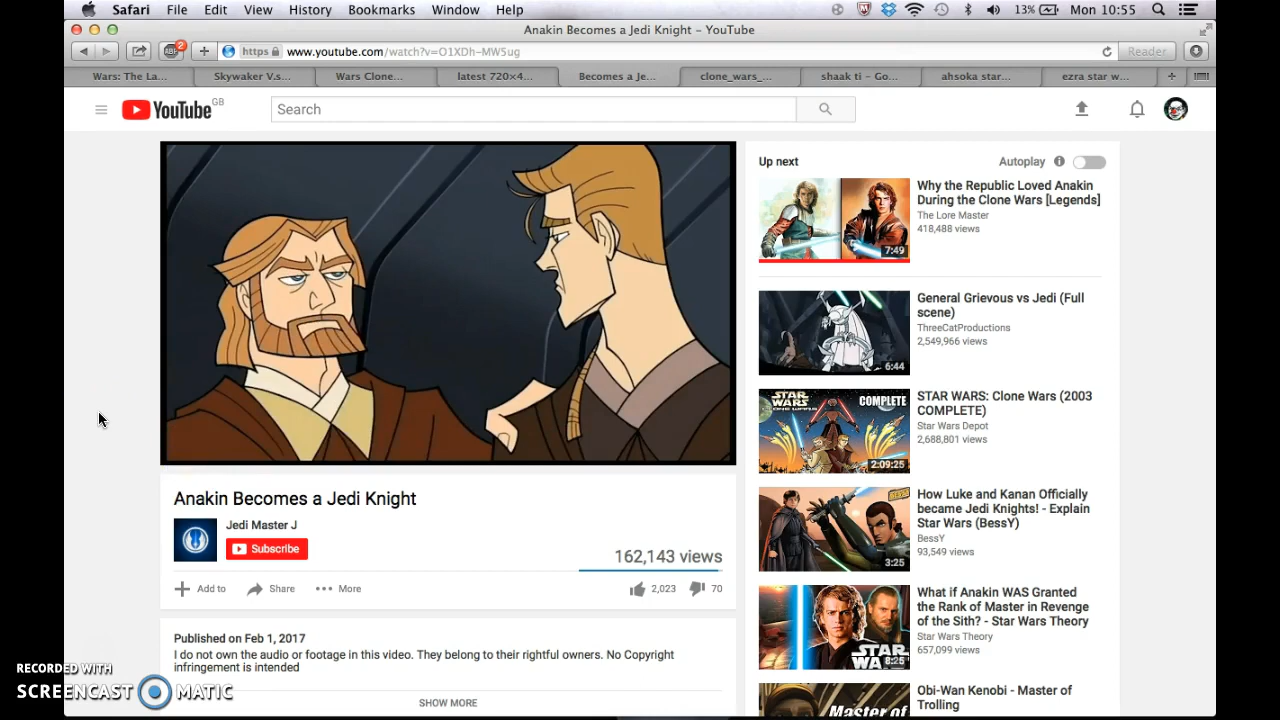 Safari File Edit View History Bookmarks Window Help
13% Mon 10:55
Anakin Becomes a Jedi Knight – YouTube
https www.youtube.com/watch?v=O1XDh-MW5ug
Reader
ABP 2
Wars: The La... Skywaker V.s... Wars Clone... latest 720×4... Becomes a Je... clone_wars_... shaak ti – Go... ahsoka star... ezra star w...
YouTube GB
Search
Anakin Becomes a Jedi Knight
Jedi Master J
Subscribe
162,143 views
Add to Share More
2,023 70
Published on Feb 1, 2017
I do not own the audio or footage in this video. They belong to their rightful owners. No Copyright
infringement is intended
SHOW MORE
Up next
Autoplay
7:49
Why the Republic Loved Anakin
During the Clone Wars [Legends]
The Lore Master
418,488 views
6:44
General Grievous vs Jedi (Full
scene)
ThreeCatProductions
2,549,966 views
STAR WARS
COMPLETE
2:09:25
STAR WARS: Clone Wars (2003
COMPLETE)
Star Wars Depot
2,688,801 views
3:25
How Luke and Kanan Officially
became Jedi Knights! - Explain
Star Wars (BessY)
BessY
93,549 views
STAR
WA
8:25
What if Anakin WAS Granted
the Rank of Master in Revenge
of the Sith? - Star Wars Theory
Star Wars Theory
657,099 views
Master of
Obi-Wan Kenobi - Master of
Trolling
RECORDED WITH
SCREENCAST MATIC